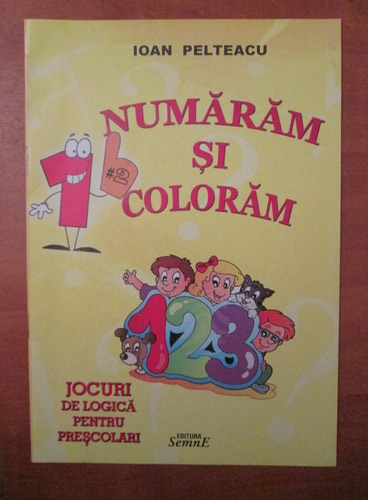 IOAN PELTEACU
NUMĂRĂM
ȘI
COLORĂM
#2
123
JOCURI
DE LOGICĂ
PENTRU
PREȘCOLARI
EDITURA
SemnE